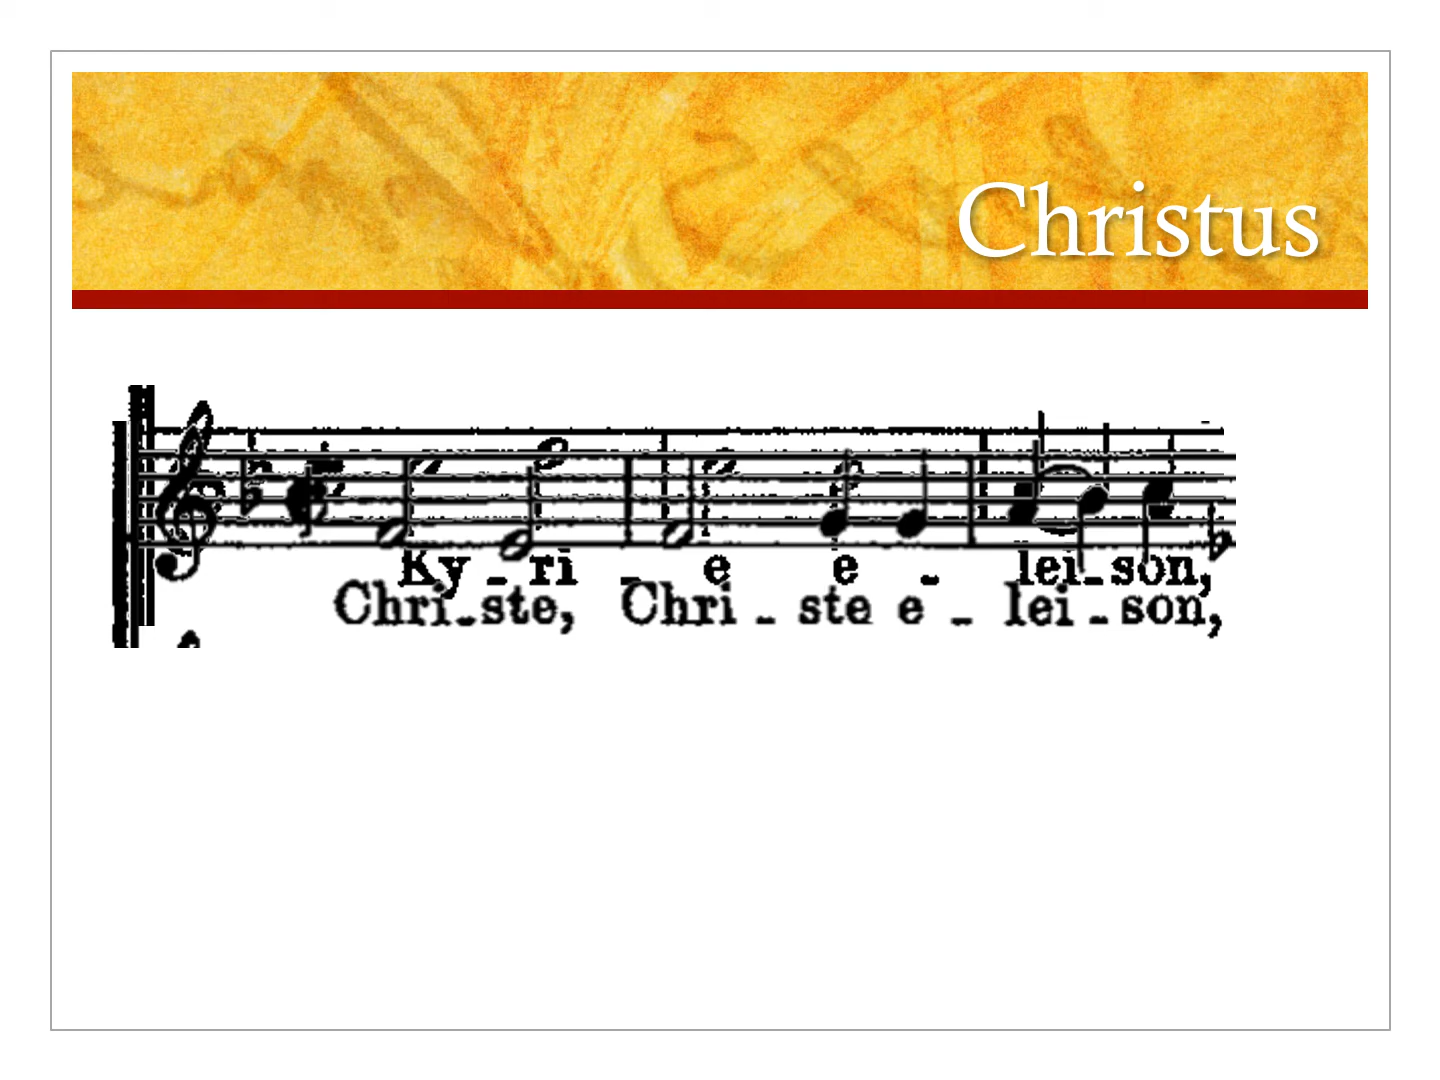 Christus
Ky - ri - e e - lei - son,
Chri - ste, Chri - ste e - lei - son,